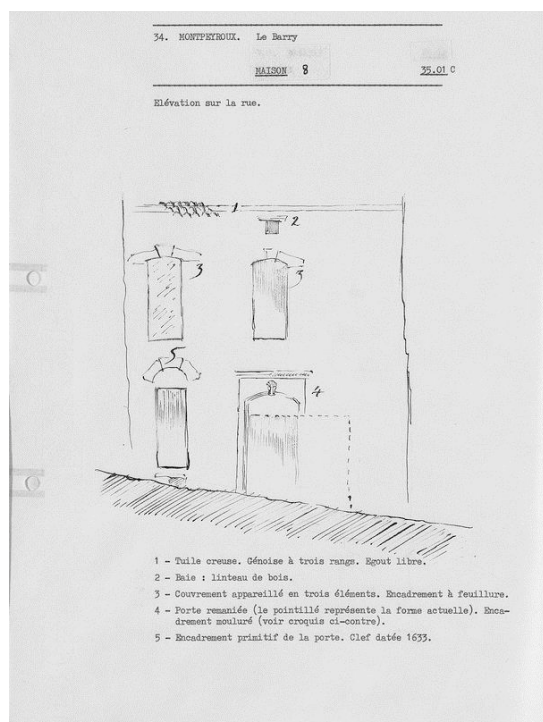 34. MONTPEYROUX. Le Barry
MAISON 8 35.01 C
Elévation sur la rue.
1
2
3
3
4
1 - Tuile creuse. Génoise à trois rangs. Egout libre.
2 - Baie : linteau de bois.
3 - Couvrement appareillé en trois éléments. Encadrement à feuillure.
4 - Porte remaniée (le pointillé représente la forme actuelle). Enca-
drement mouluré (voir croquis ci-contre).
5 - Encadrement primitif de la porte. Clef datée 1633.